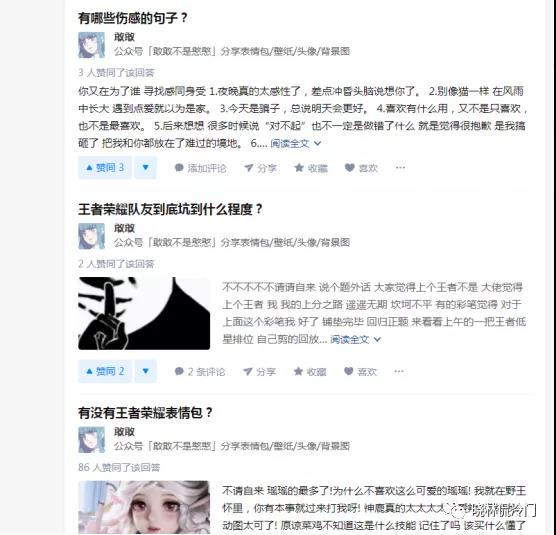 有哪些伤感的句子？
敢敢
公众号「敢敢不是憨憨」分享表情包/壁纸/头像/背景图
3 人赞同了该回答
你又在为了谁 寻找感同身受 1.夜晚真的太感性了，差点冲昏头脑说想你了。 2.别像猫一样 在风雨
中长大 遇到点爱就以为是家。 3.今天是骗子，总说明天会更好。 4.喜欢有什么用，又不是只喜欢，
也不是最喜欢。 5.后来想想 很多时候说“对不起”也不一定是做错了什么 就是觉得很抱歉 是我搞
砸了 把我和你都放在了难过的境地。 6.... 阅读全文
赞同 3 添加评论 分享 收藏 喜欢 ···
王者荣耀队友到底坑到什么程度？
敢敢
公众号「敢敢不是憨憨」分享表情包/壁纸/头像/背景图
2 人赞同了该回答
不不不不不请请自来 说个题外话 大家觉得上个王者不是 大佬觉得
上个王者 我 我的上分之路 遥遥无期 坎坷不平 有的彩笔觉得 对于
上面这个彩笔我 好了 铺垫完毕 回归正题 来看看上午的一把王者低
星排位 自己剪的回放... 阅读全文
赞同 2 2 条评论 分享 收藏 喜欢 ···
有没有王者荣耀表情包？
敢敢
公众号「敢敢不是憨憨」分享表情包/壁纸/头像/背景图
86 人赞同了该回答
不请自来 瑶瑶的最多了!为什么不喜欢这么可爱的瑶瑶! 我就在野王
怀里，你有本事就过来打我呀! 神鹿真的太太太太
动图太可了! 原谅菜鸡不知道这是什么技能 记住了吗 该买什么懂了